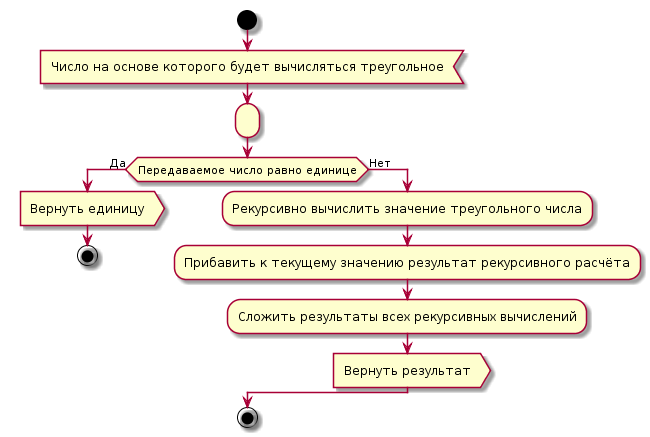 Число на основе которого будет вычисляться треугольное
Передаваемое число равно единице
Да
Нет
Вернуть единицу
Рекурсивно вычислить значение треугольного числа
Прибавить к текущему значению результат рекурсивного расчёта
Сложить результаты всех рекурсивных вычислений
Вернуть результат